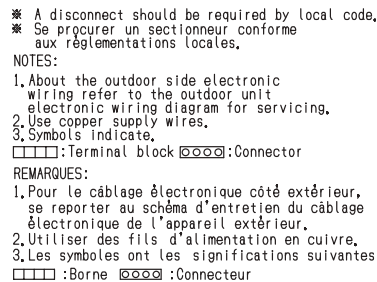 ※ A disconnect should be required by local code.
※ Se procurer un sectionneur conforme
aux réglementations locales.
NOTES:
1. About the outdoor side electronic
wiring refer to the outdoor unit
electronic wiring diagram for servicing.
2. Use copper supply wires.
3. Symbols indicate.
:Terminal block :Connector
REMARQUES:
1. Pour le câblage électronique côté extérieur,
se reporter au schéma d'entretien du câblage
électronique de l'appareil extérieur.
2. Utiliser des fils d'alimentation en cuivre.
3. Les symboles ont les significations suivantes
:Borne :Connecteur